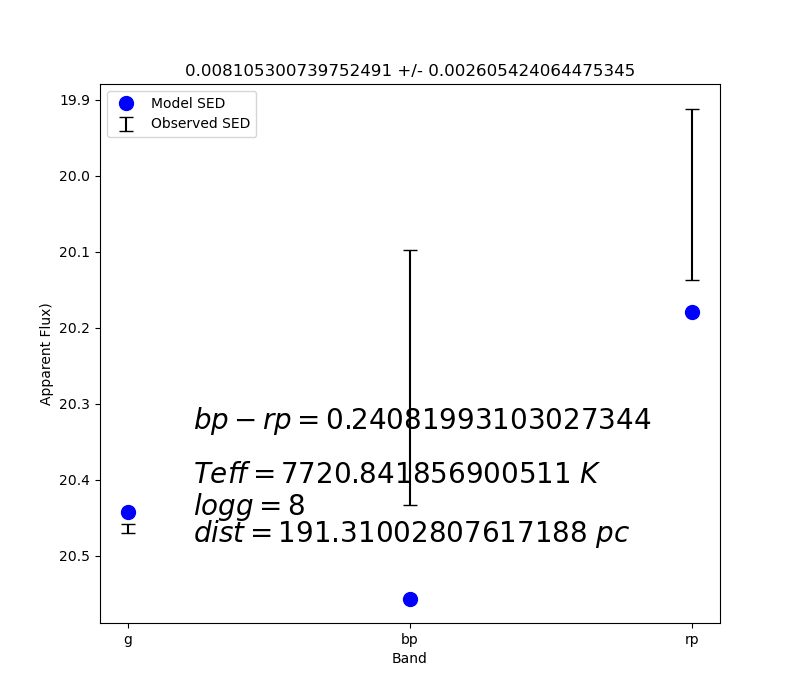 0.008105300739752491 +/- 0.002605424064475345
Model SED
Observed SED
19.9
20.0
20.1
20.2
20.3
20.4
20.5
Apparent Flux)
bp − rp = 0.24081993103027344
Teff = 7720.841856900511 K
logg = 8
dist = 191.31002807617188 pc
g
bp
rp
Band